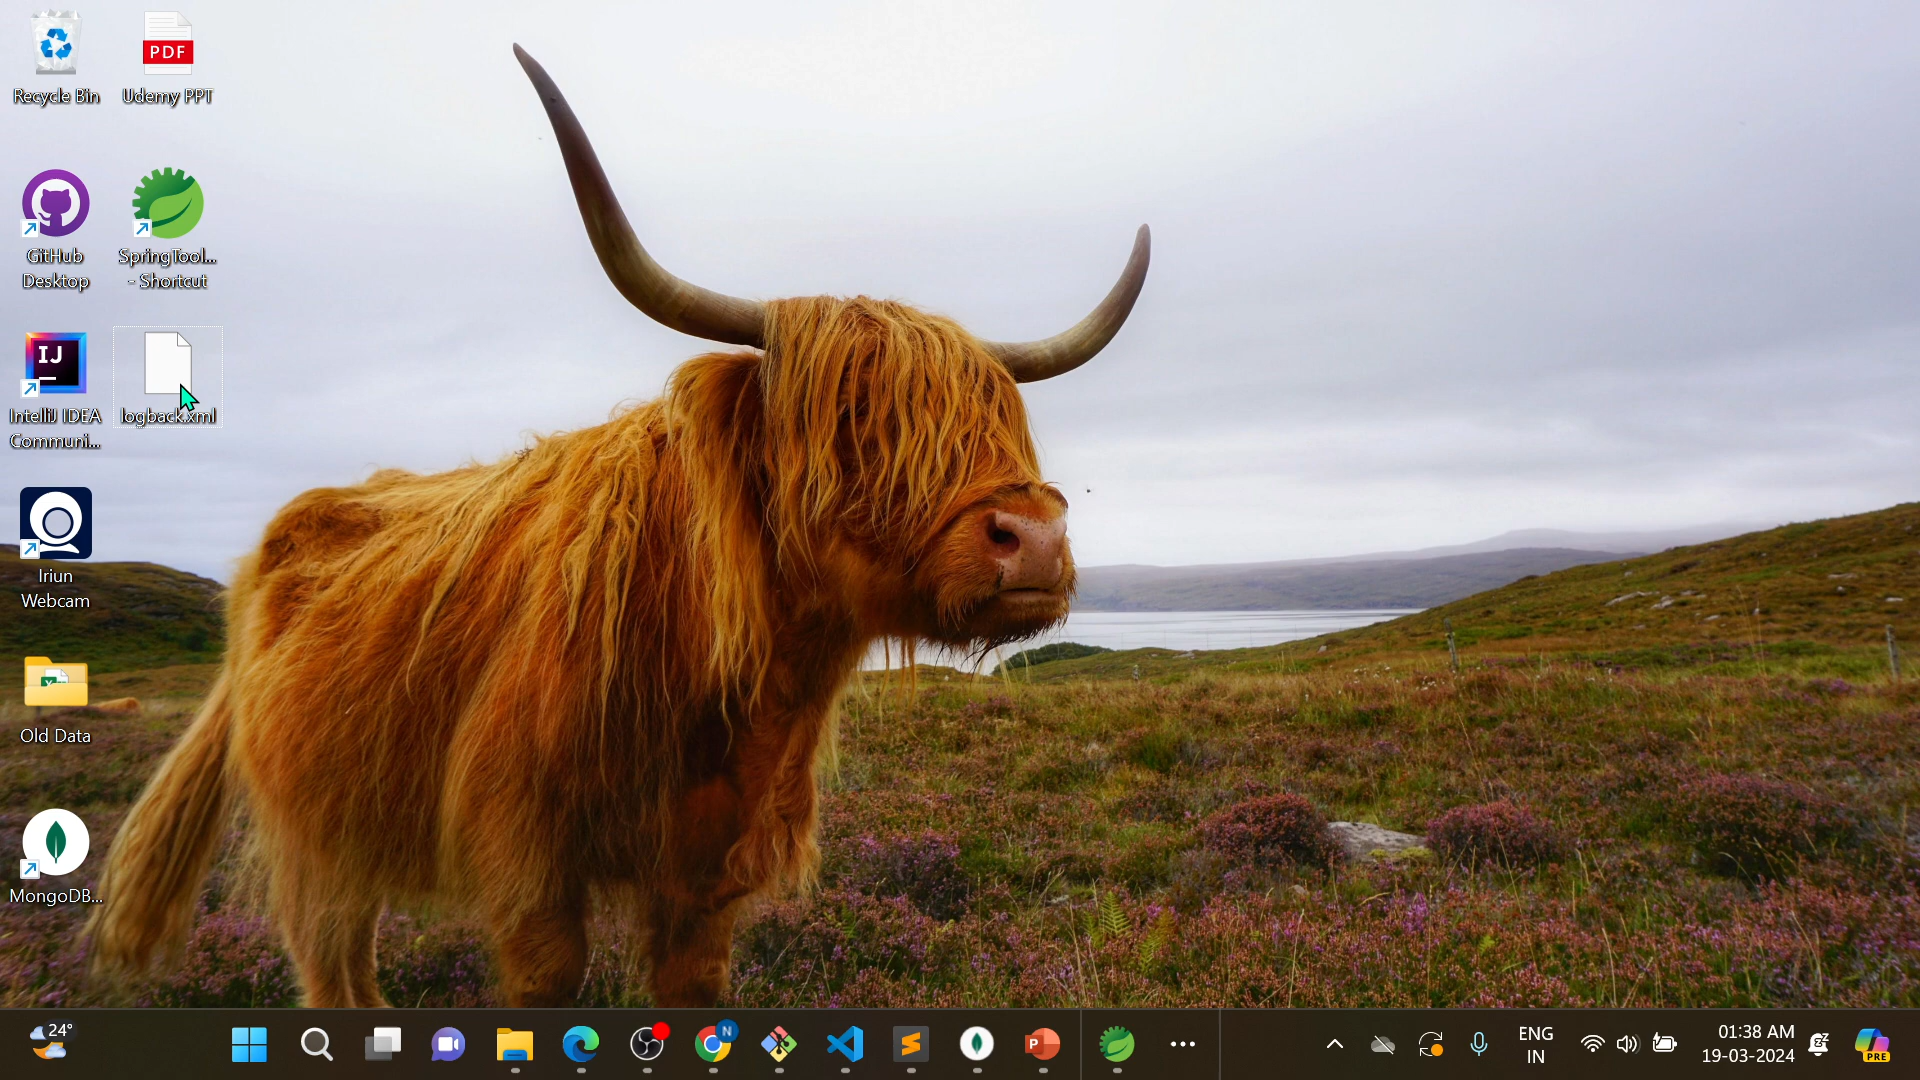 Recycle Bin
PDF
Udemy PPT
GitHub
Desktop
SpringTool...
- Shortcut
IJ
IntelliJ IDEA
Communi...
logback.xml
Iriun
Webcam
Old Data
MongoDB...
24°
N
P
ENG
IN
01:38 AM
19-03-2024
PRE